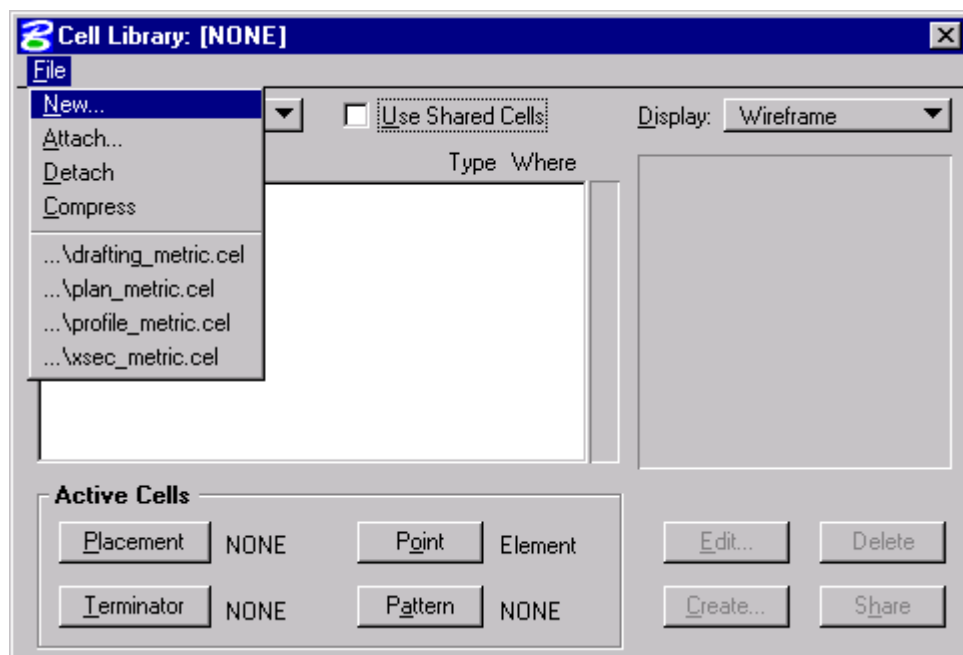 Cell Library: [NONE]
File
New...
Attach...
Detach
Compress
...\drafting_metric.cel
...\plan_metric.cel
...\profile_metric.cel
...\xsec_metric.cel
Use Shared Cells
Display: Wireframe
Type Where
Active Cells
Placement NONE Point Element
Terminator NONE Pattern NONE
Edit... Delete
Create... Share